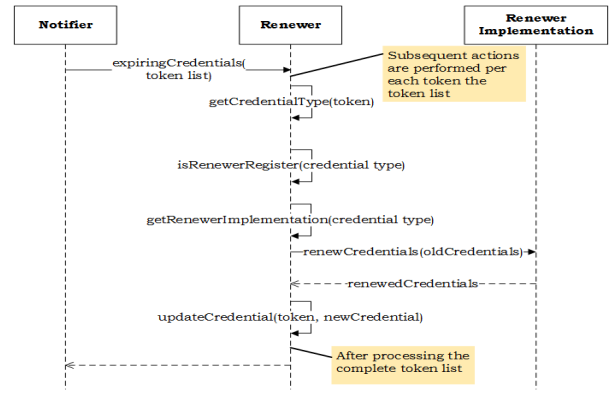 Notifier
Renewer
Renewer
Implementation
expiringCredentials(
token list)
Subsequent actions
are performed per
each token the
token list
getCredentialType(token)
isRenewerRegister(credential type)
getRenewerImplementation(credential type)
renewCredentials(oldCredentials)
renewedCredentials
updateCredential(token, newCredential)
After processing the
complete token list